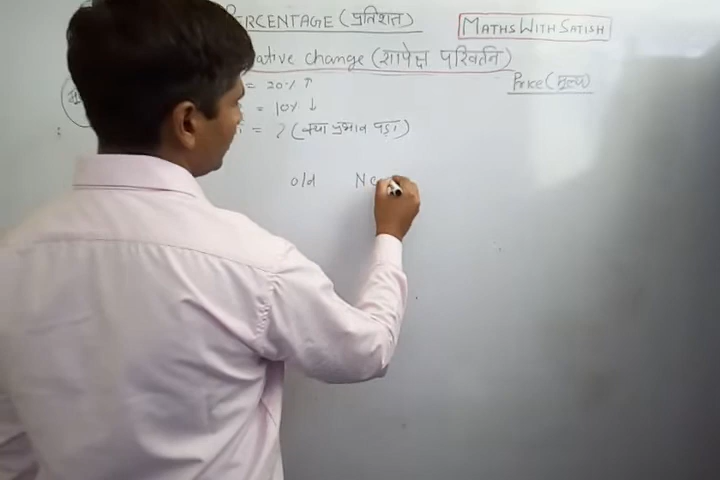 PERCENTAGE (प्रतिशत)
MATHS WITH SATISH
ative change (शापेक्ष परिवर्तन)
Price (मूल्य)
= 20% ↑
= 10% ↓
= ? (क्या प्रभाव पड़ा)
old Ne